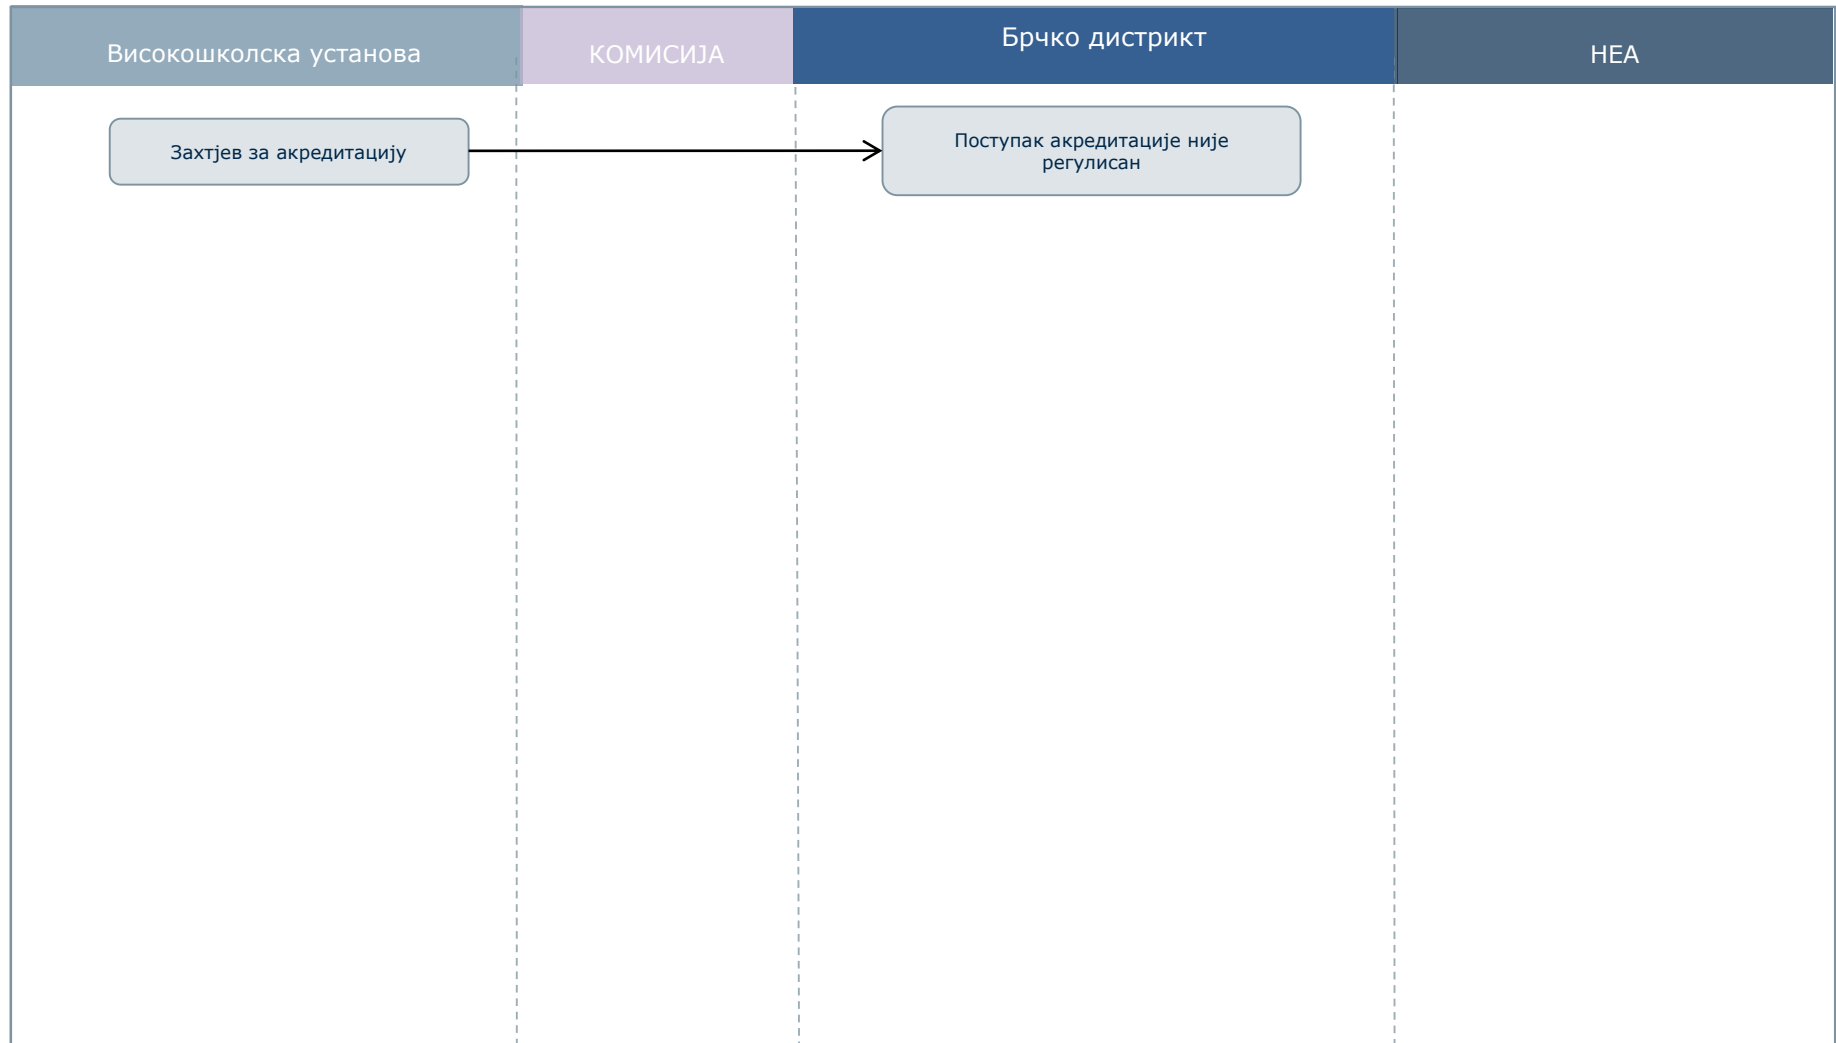 Високошколска установа
КОМИСИЈА
Брчко дистрикт
НЕА
Захтјев за акредитацију
Поступак акредитације није
регулисан